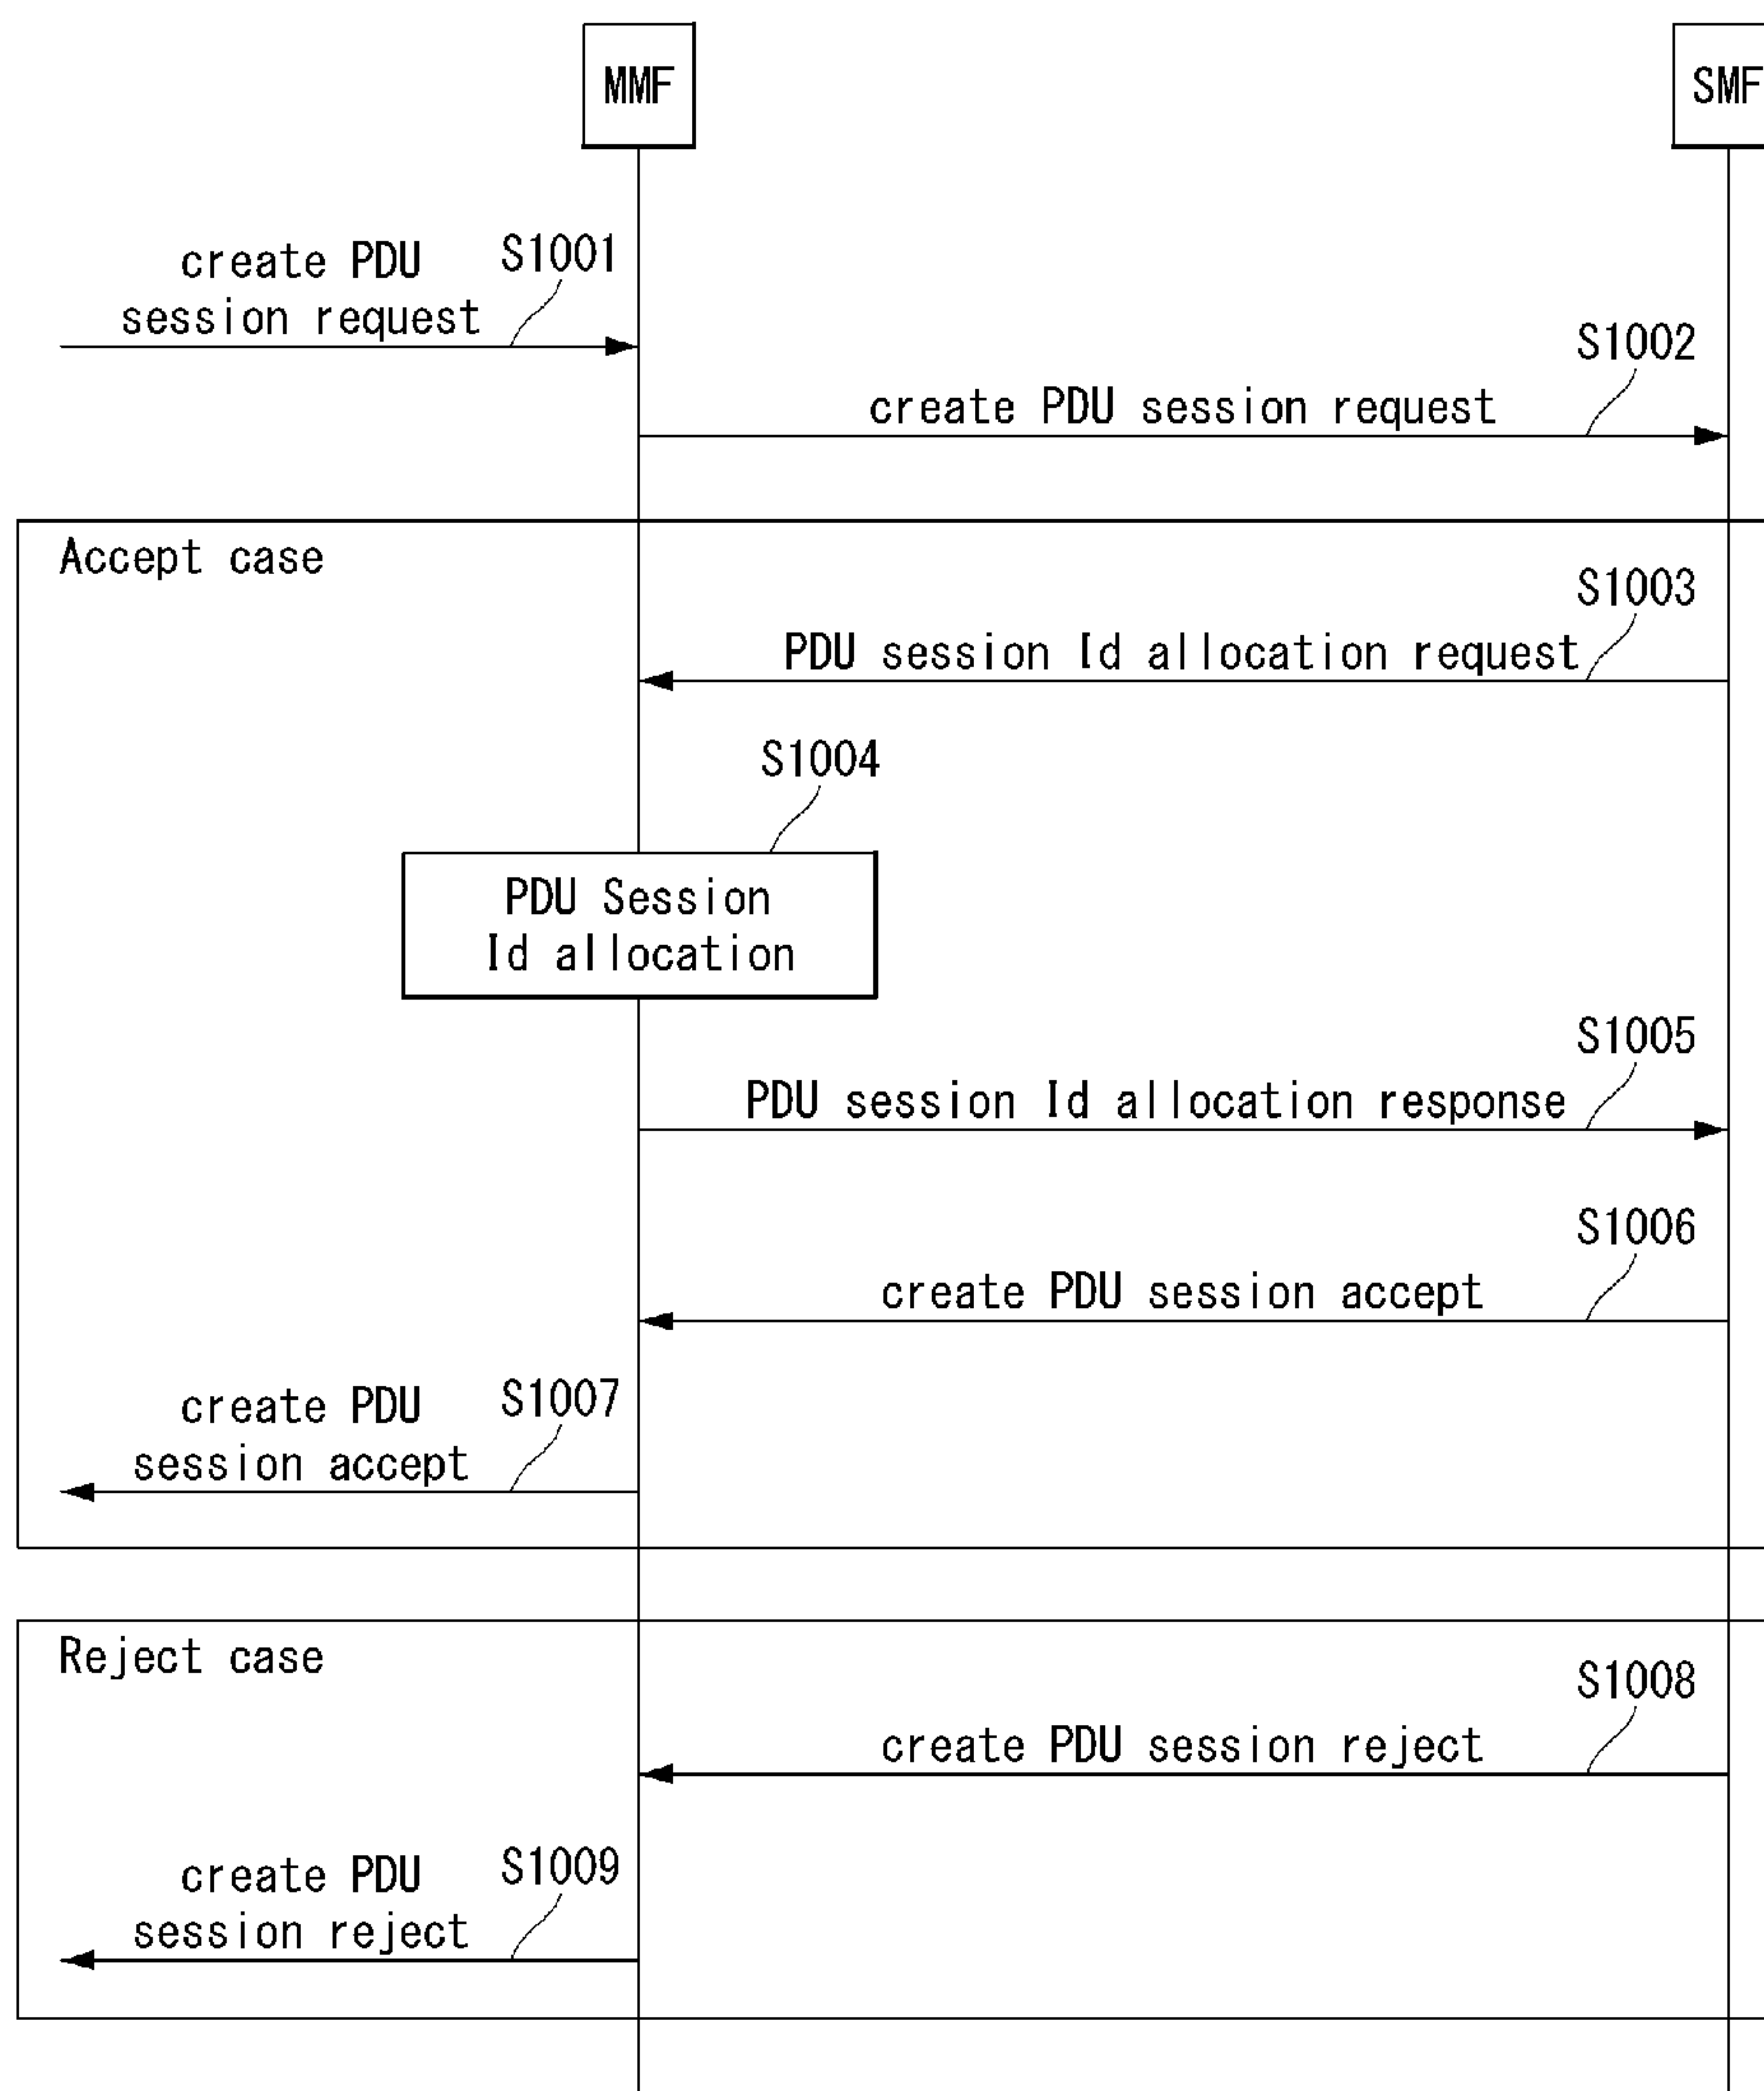 MMF
SMF
create PDU
session request
S1001
S1002
create PDU session request
Accept case
S1003
PDU session Id allocation request
S1004
PDU Session
Id allocation
S1005
PDU session Id allocation response
S1006
create PDU session accept
create PDU
session accept
S1007
Reject case
S1008
create PDU session reject
create PDU
session reject
S1009